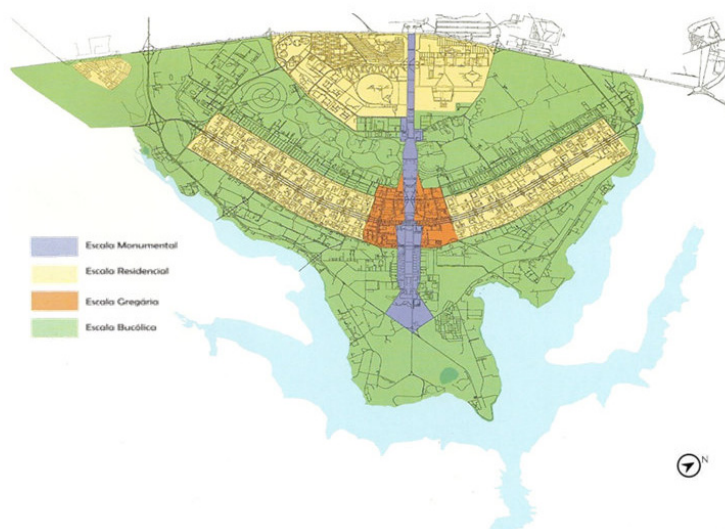 Escala Monumental
Escala Residencial
Escala Gregária
Escala Bucólica
N